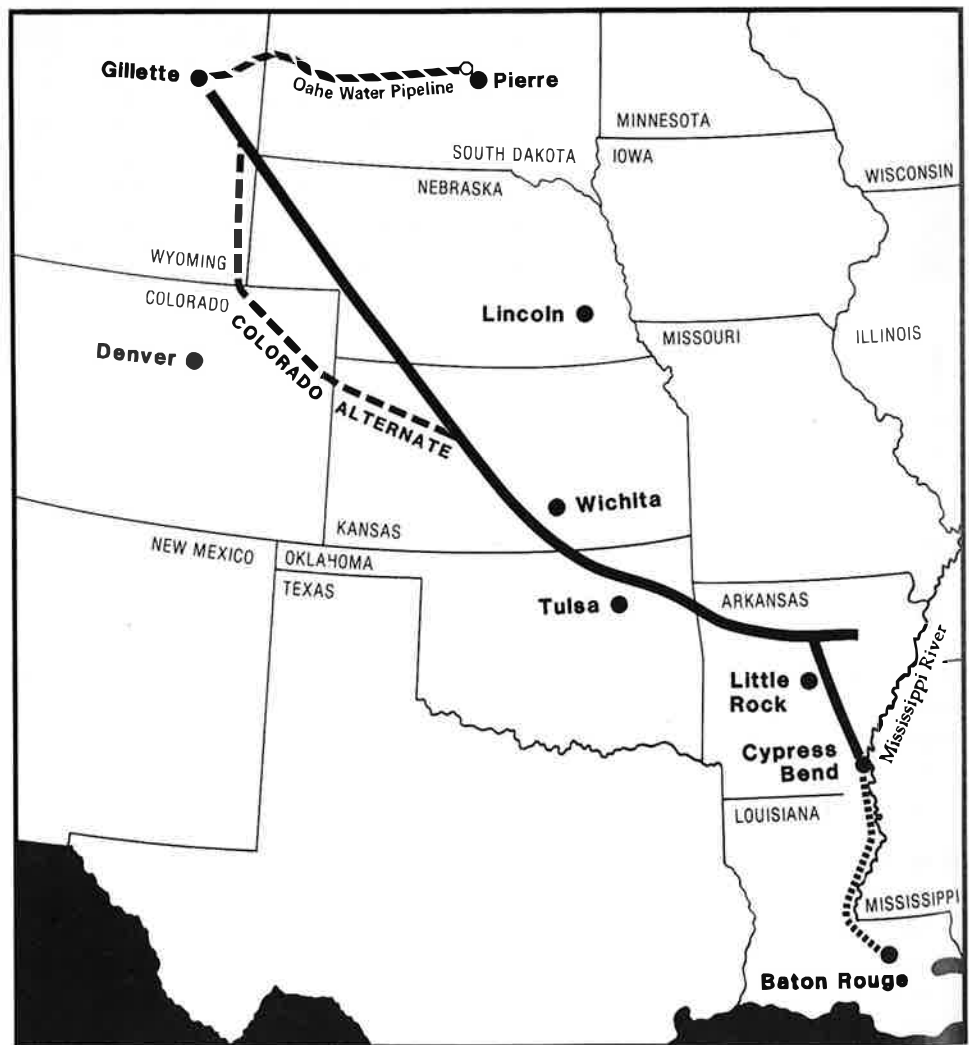 Gillette
Oahe Water Pipeline
Pierre
MINNESOTA
SOUTH DAKOTA
IOWA
WISCONSIN
NEBRASKA
WYOMING
COLORADO
Lincoln
MISSOURI
ILLINOIS
Denver
COLORADO
ALTERNATE
Wichita
KANSAS
NEW MEXICO
OKLAHOMA
TEXAS
Tulsa
ARKANSAS
Little
Rock
Mississippi River
Cypress
Bend
LOUISIANA
MISSISSIPPI
Baton Rouge